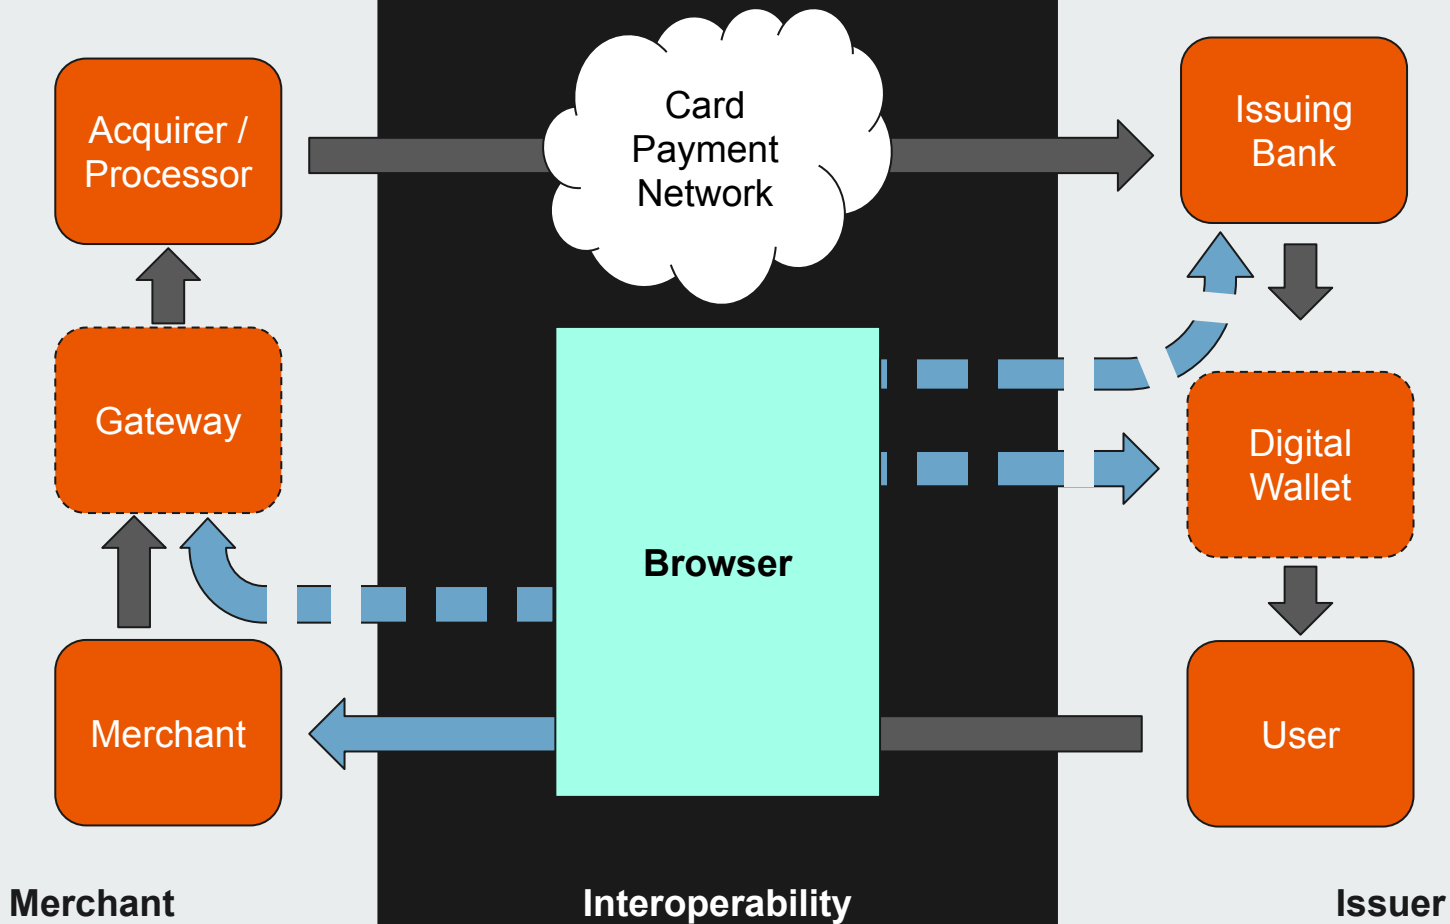 Acquirer /
Processor
Card
Payment
Network
Issuing
Bank
Gateway
Digital
Wallet
Browser
Merchant
User
Merchant
Interoperability
Issuer